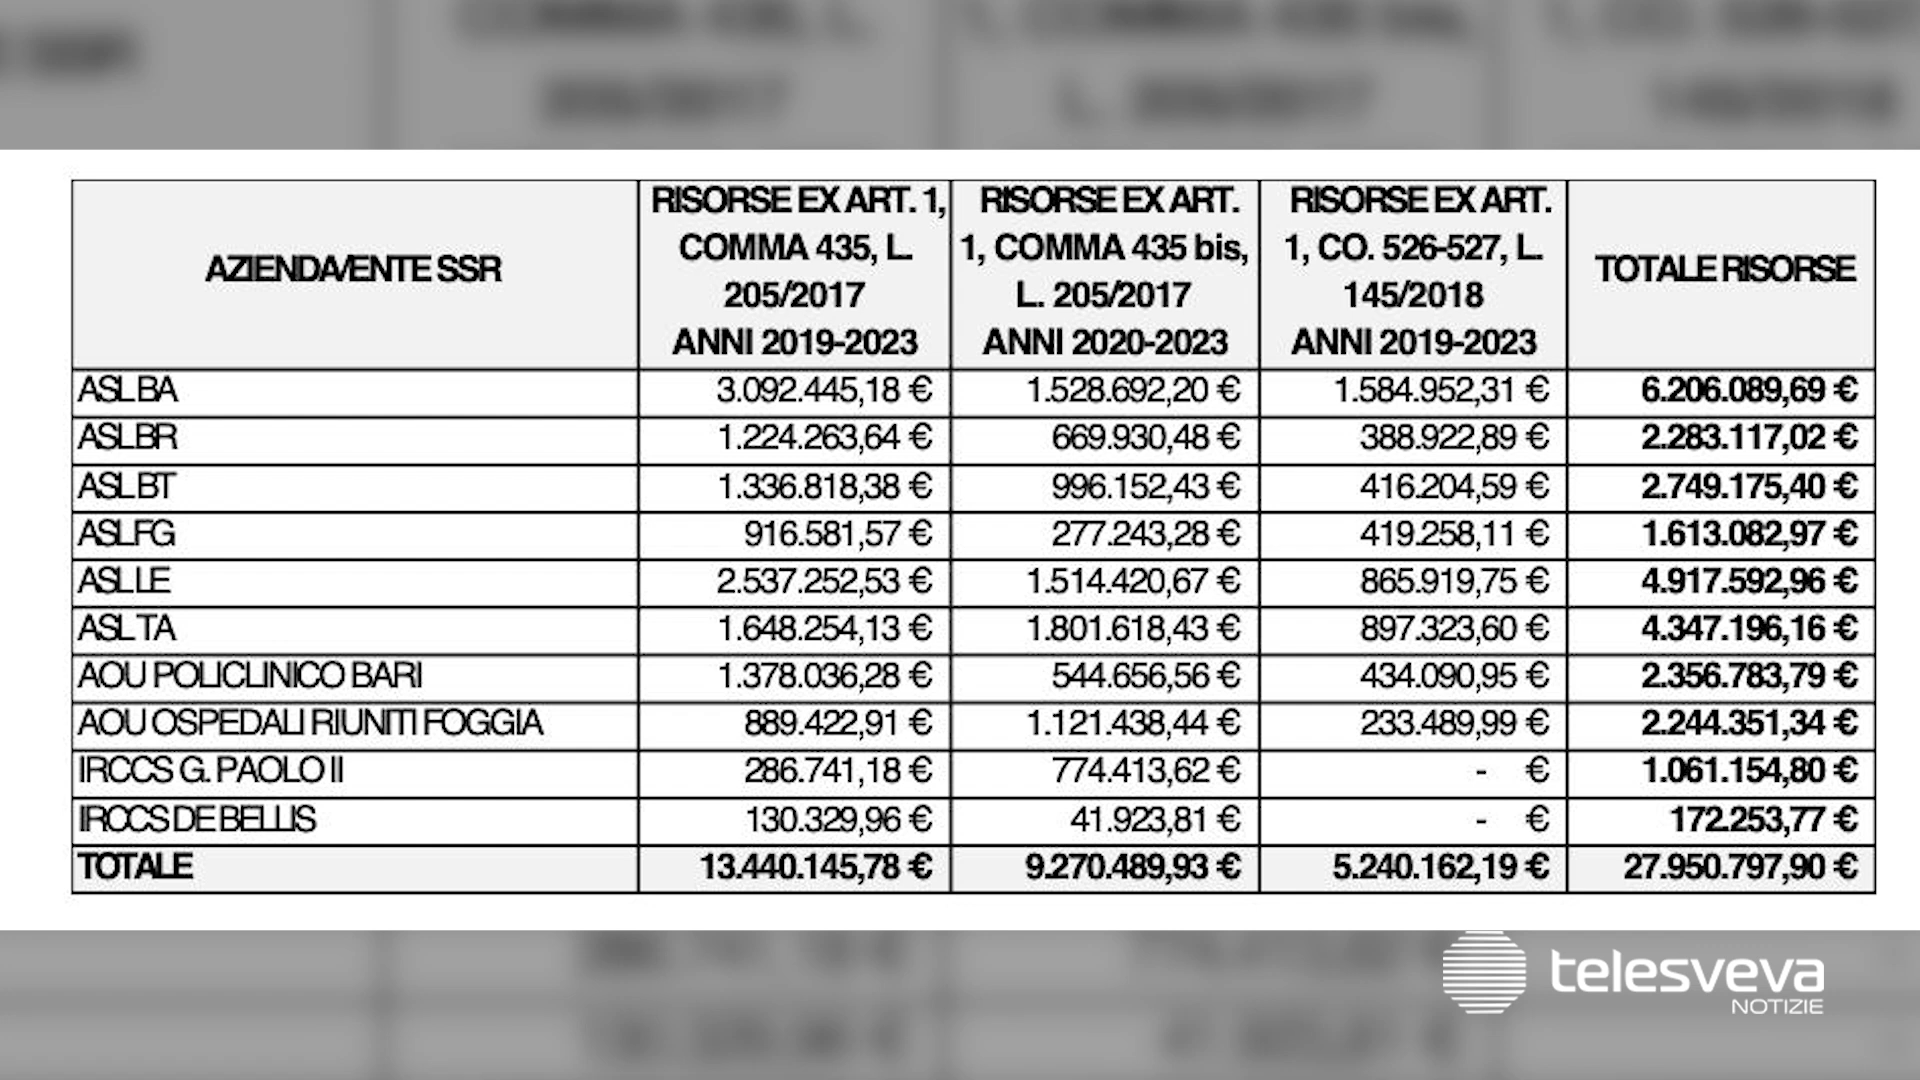 AZIENDA/ENTE SSR
RISORSE EX ART. 1,
COMMA 435, L.
205/2017
ANNI 2019-2023
RISORSE EX ART.
1, COMMA 435 bis,
L. 205/2017
ANNI 2020-2023
RISORSE EX ART.
1, CO. 526-527, L.
145/2018
ANNI 2019-2023
TOTALE RISORSE
ASL BA 3.092.445,18 € 1.528.692,20 € 1.584.952,31 € 6.206.089,69 €
ASL BR 1.224.263,64 € 669.930,48 € 388.922,89 € 2.283.117,02 €
ASL BT 1.336.818,38 € 996.152,43 € 416.204,59 € 2.749.175,40 €
ASL FG 916.581,57 € 277.243,28 € 419.258,11 € 1.613.082,97 €
ASL LE 2.537.252,53 € 1.514.420,67 € 865.919,75 € 4.917.592,96 €
ASL TA 1.648.254,13 € 1.801.618,43 € 897.323,60 € 4.347.196,16 €
AOU POLICLINICO BARI 1.378.036,28 € 544.656,56 € 434.090,95 € 2.356.783,79 €
AOU OSPEDALI RIUNITI FOGGIA 889.422,91 € 1.121.438,44 € 233.489,99 € 2.244.351,34 €
IRCCS G. PAOLO II 286.741,18 € 774.413,62 € - € 1.061.154,80 €
IRCCS DE BELLIS 130.329,96 € 41.923,81 € - € 172.253,77 €
TOTALE 13.440.145,78 € 9.270.489,93 € 5.240.162,19 € 27.950.797,90 €
telesveva
NOTIZIE